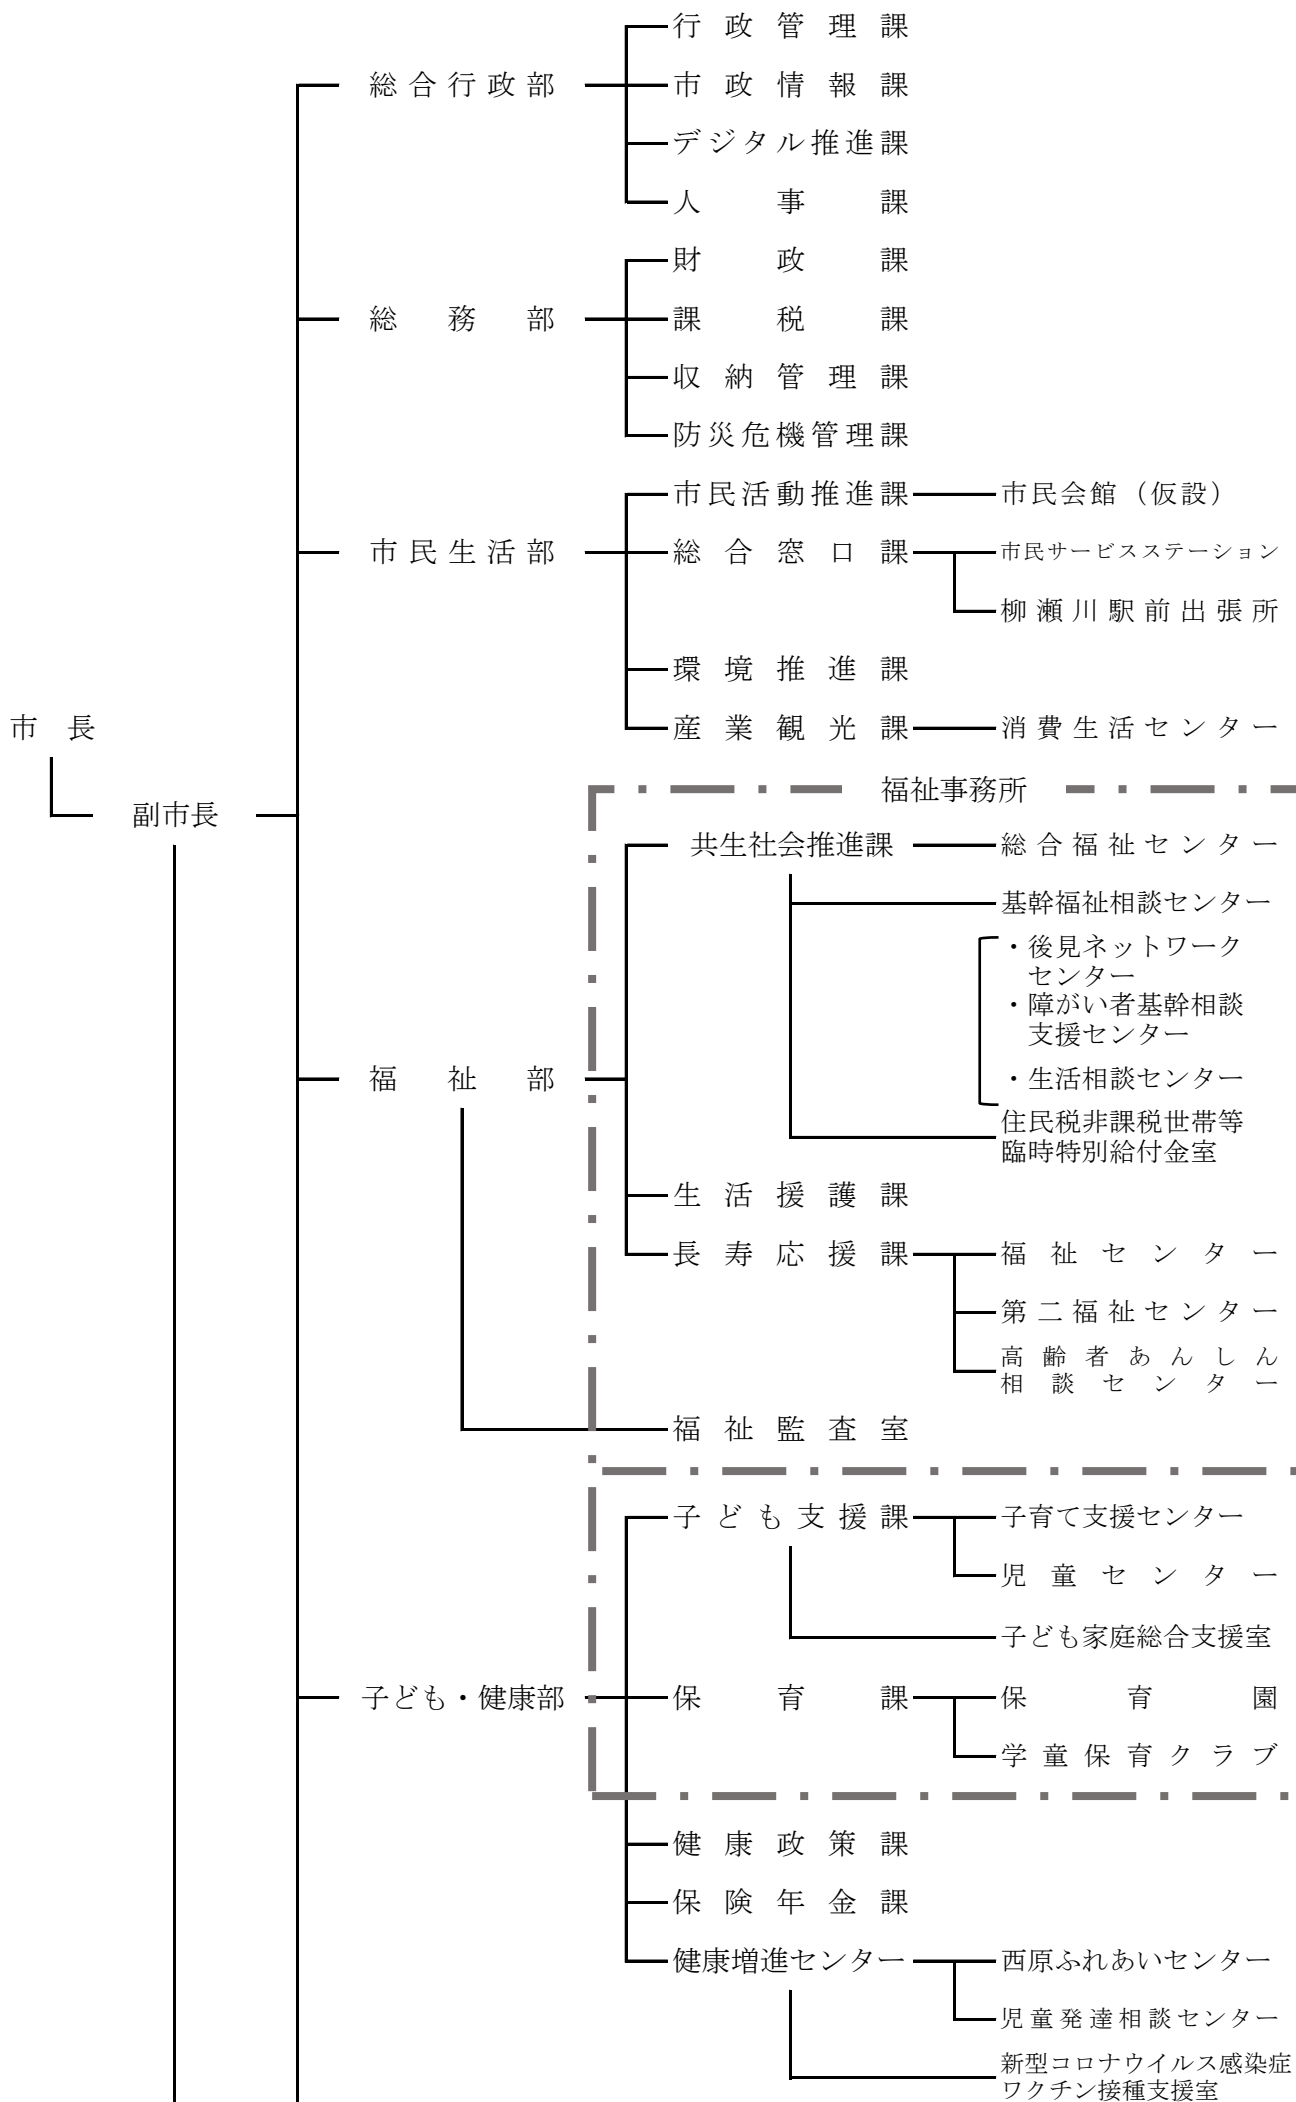 行政管理課
総合行政部
市政情報課
デジタル推進課
人事課
財政課
総務部
課税課
収納管理課
防災危機管理課
市民活動推進課
市民会館（仮設）
市民生活部
総合窓口課
市民サービスステーション
柳瀬川駅前出張所
環境推進課
市長
産業観光課
消費生活センター
福祉事務所
副市長
共生社会推進課
総合福祉センター
基幹福祉相談センター
・後見ネットワーク
センター
・障がい者基幹相談
支援センター
福祉部
・生活相談センター
住民税非課税世帯等
臨時特別給付金室
生活援護課
長寿応援課
福祉センター
第二福祉センター
高齢者あんしん
相談センター
福祉監査室
子ども支援課
子育て支援センター
児童センター
子ども家庭総合支援室
子ども・健康部
保育課
保育園
学童保育クラブ
健康政策課
保険年金課
健康増進センター
西原ふれあいセンター
児童発達相談センター
新型コロナウイルス感染症
ワクチン接種支援室